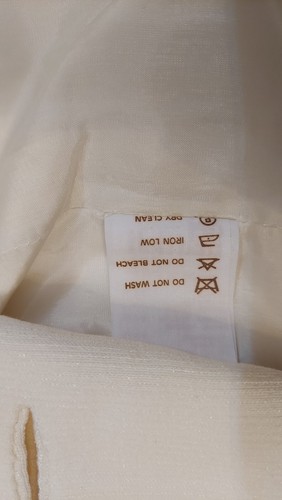 DO NOT WASH
DO NOT BLEACH
IRON LOW
DRY CLEAN